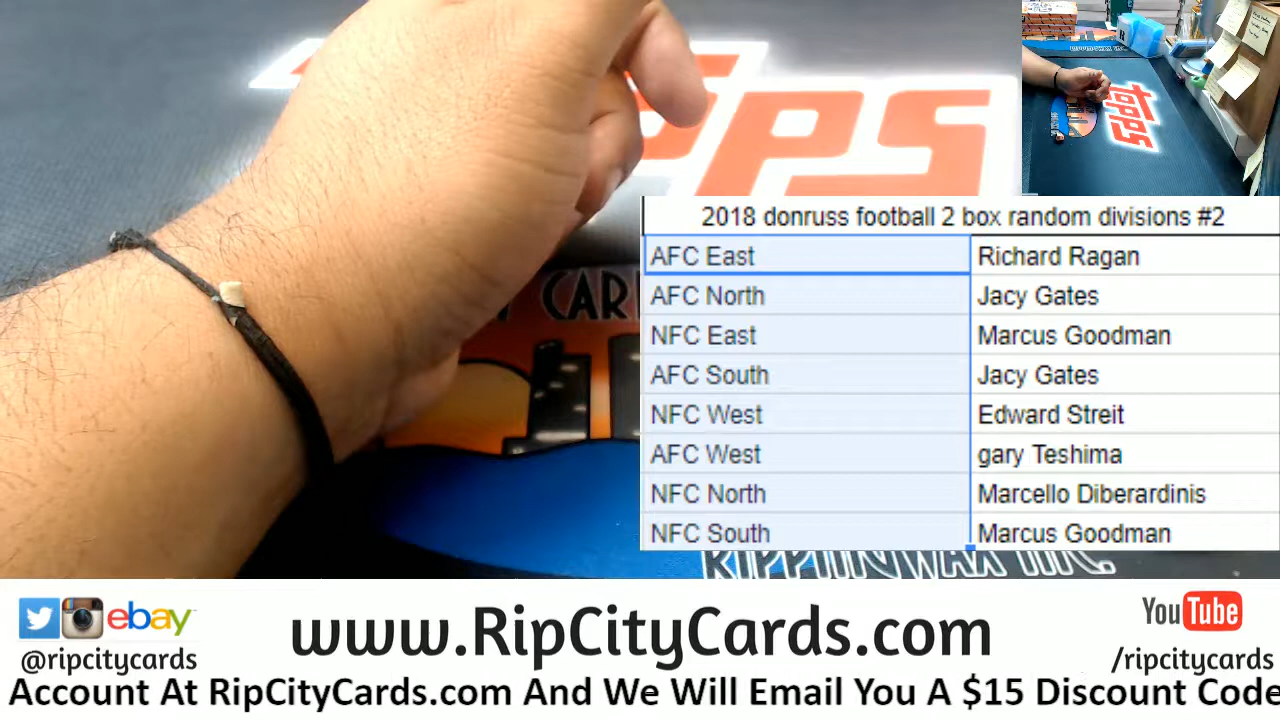 TOPPS
2018 donruss football 2 box random divisions #2
AFC East Richard Ragan
AFC North Jacy Gates
NFC East Marcus Goodman
AFC South Jacy Gates
NFC West Edward Streit
AFC West gary Teshima
NFC North Marcello Diberardinis
NFC South Marcus Goodman
RIPPINWAX INC.
ebay
@ripcitycards
www.RipCityCards.com
YouTube
/ripcitycards
Account At RipCityCards.com And We Will Email You A $15 Discount Code